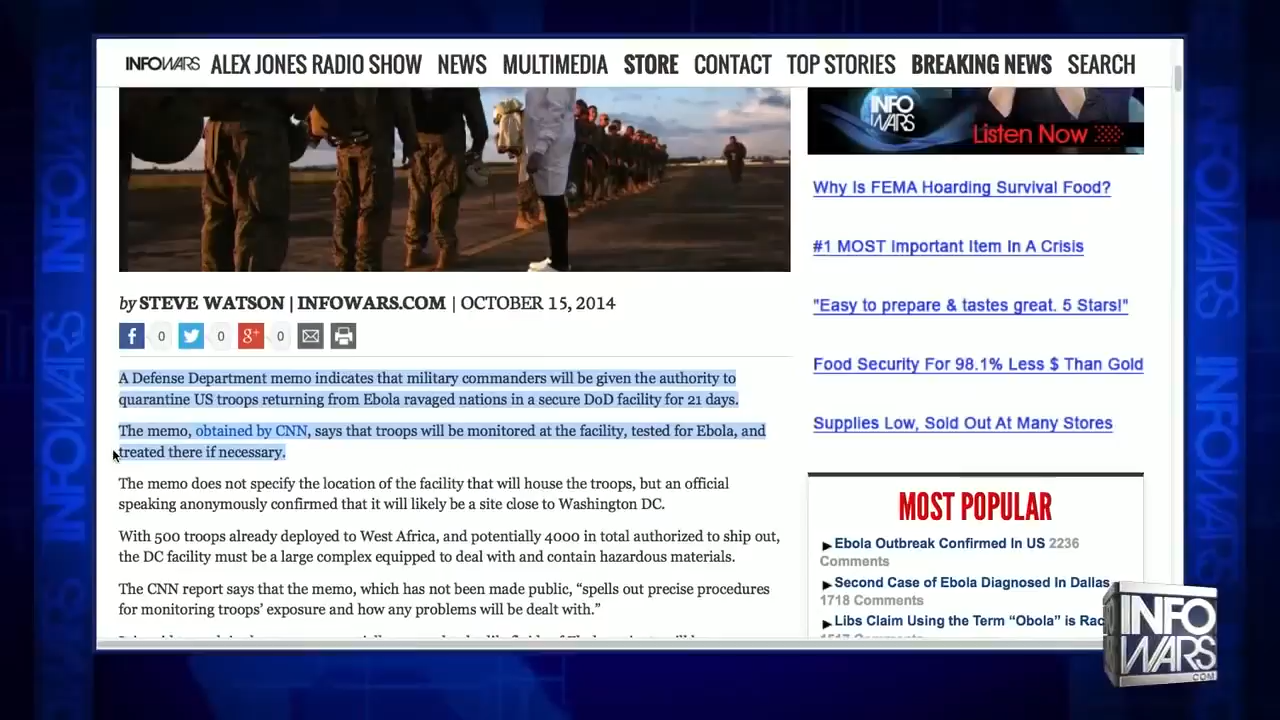 INFOWARS ALEX JONES RADIO SHOW NEWS MULTIMEDIA STORE CONTACT TOP STORIES BREAKING NEWS SEARCH
INFO
WARS
Listen Now
by STEVE WATSON | INFOWARS.COM | OCTOBER 15, 2014
f 0 0 g+ 0
A Defense Department memo indicates that military commanders will be given the authority to
quarantine US troops returning from Ebola ravaged nations in a secure DoD facility for 21 days.
The memo, obtained by CNN, says that troops will be monitored at the facility, tested for Ebola, and
treated there if necessary.
The memo does not specify the location of the facility that will house the troops, but an official
speaking anonymously confirmed that it will likely be a site close to Washington DC.
With 500 troops already deployed to West Africa, and potentially 4000 in total authorized to ship out,
the DC facility must be a large complex equipped to deal with and contain hazardous materials.
The CNN report says that the memo, which has not been made public, “spells out precise procedures
for monitoring troops’ exposure and how any problems will be dealt with.”
Why Is FEMA Hoarding Survival Food?
#1 MOST Important Item In A Crisis
"Easy to prepare & tastes great. 5 Stars!"
Food Security For 98.1% Less $ Than Gold
Supplies Low, Sold Out At Many Stores
MOST POPULAR
Ebola Outbreak Confirmed In US 2236
Comments
Second Case of Ebola Diagnosed In Dallas
1718 Comments
Libs Claim Using the Term “Obola” is Rac
INFO
WARS
.COM
INFOWARS
INFOWARS